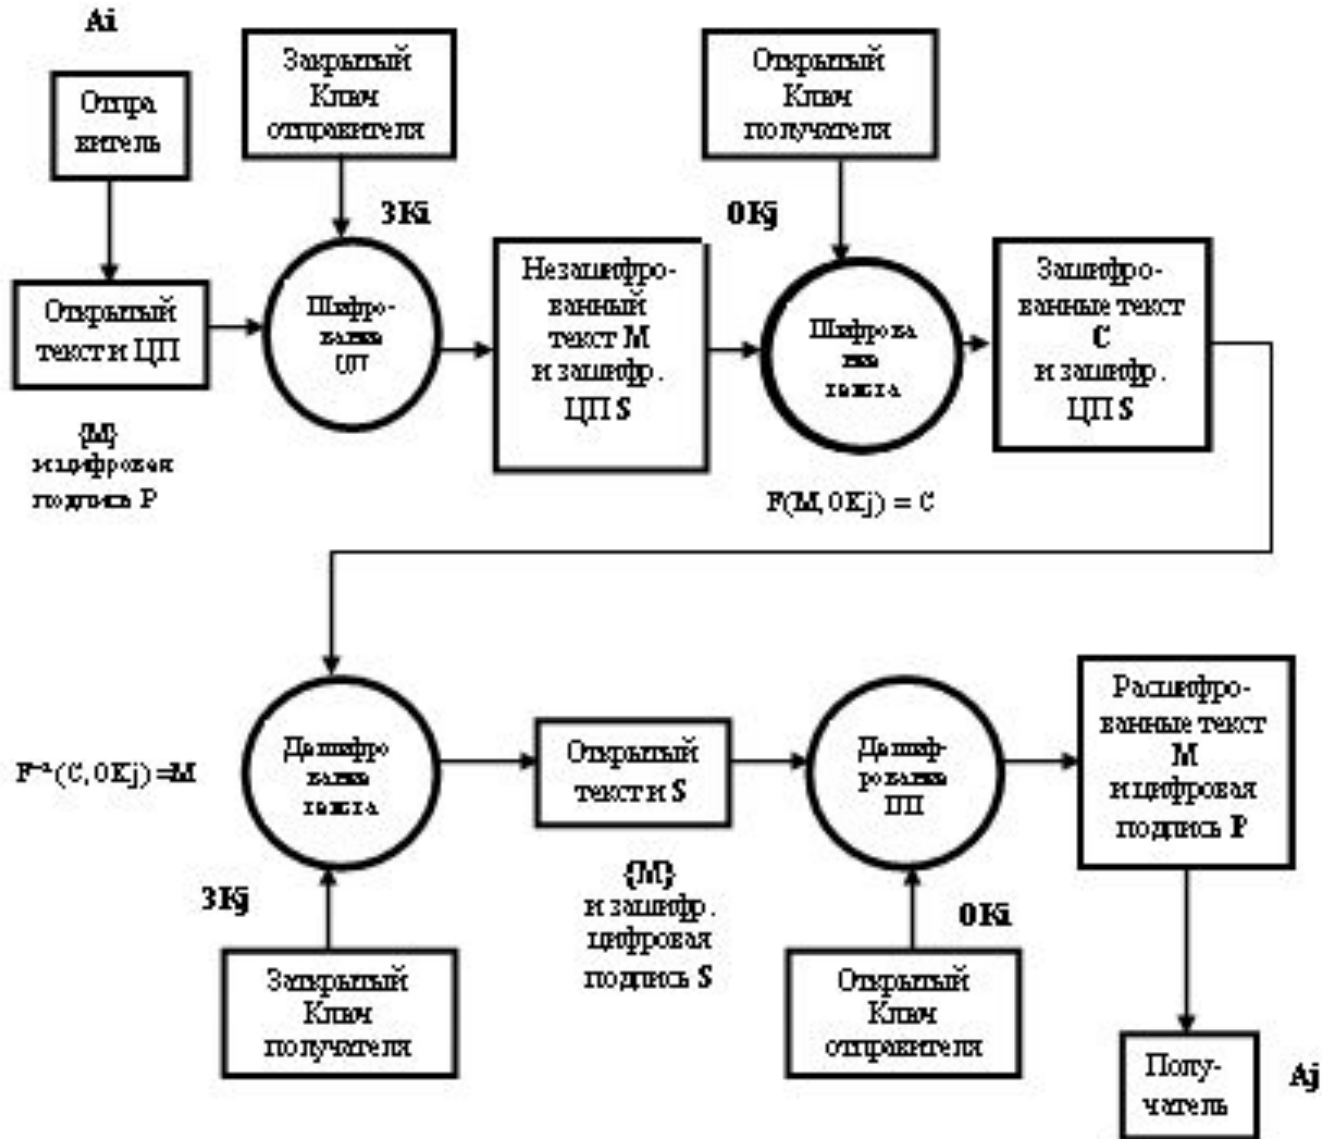 Ai
Отпра
витель
Закрытый
Ключ
отправителя
Открытый
Ключ
получателя
ЗКi
0Kj
Открытый
текст и ЦП
{M}
и цифровая
подпись P
Шифро-
вание
ЦП
Незашифро-
ванный
текст M
и зашифр.
ЦП S
Шифрова
ние
текста
F(M, 0Kj) = C
Зашифро-
ванные текст
C
и зашифр.
ЦП S
F⁻¹(C, 0Kj) =M
Дешифро
вание
текста
ЗКj
Заткрытый
Ключ
получателя
Открытый
текст и S
{M}
и зашифр.
цифровая
подпись S
Дешиф-
рование
ЦП
0Ki
Открытый
Ключ
отправителя
Расшифро-
ванные текст
M
и цифровая
подпись P
Полу-
чатель
Aj